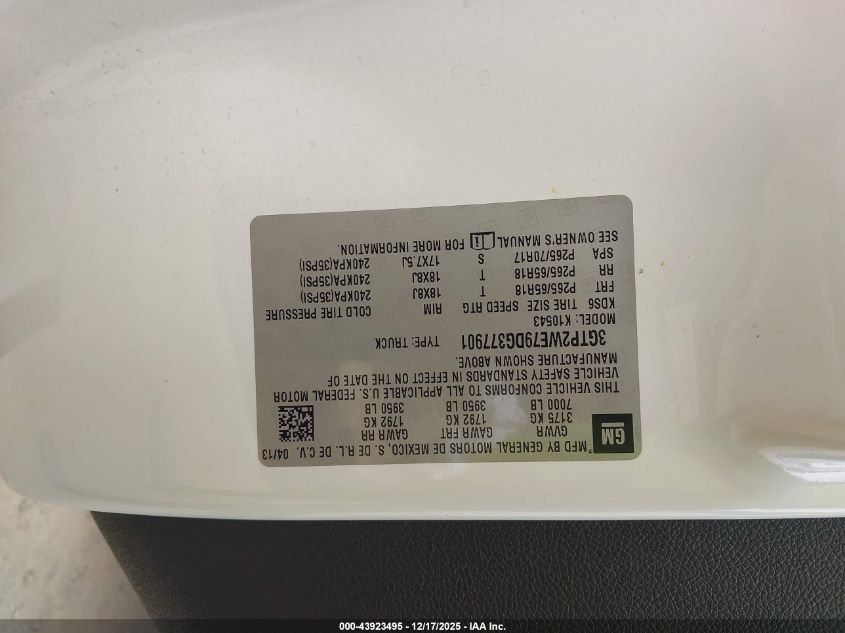 GM
*MFD BY GENERAL MOTORS DE MEXICO, S. DE R.L. DE C.V. 04/13
GVWR GAWR FRT GAWR RR
3175 KG 1792 KG 1792 KG
7000 LB 3950 LB 3950 LB
THIS VEHICLE CONFORMS TO ALL APPLICABLE U.S. FEDERAL MOTOR
VEHICLE SAFETY STANDARDS IN EFFECT ON THE DATE OF
MANUFACTURE SHOWN ABOVE.
3GTP2WE79DG377901 TYPE: TRUCK
MODEL: K10543
KDS6 TIRE SIZE SPEED RTG RIM COLD TIRE PRESSURE
FRT P265/65R18 T 18X8J 240KPA(35PSI)
RR P265/65R18 T 18X8J 240KPA(35PSI)
SPA P265/70R17 S 17X7.5J 240KPA(35PSI)
SEE OWNER'S MANUAL FOR MORE INFORMATION.
000-43923495 - 12/17/2025 - IAA Inc.